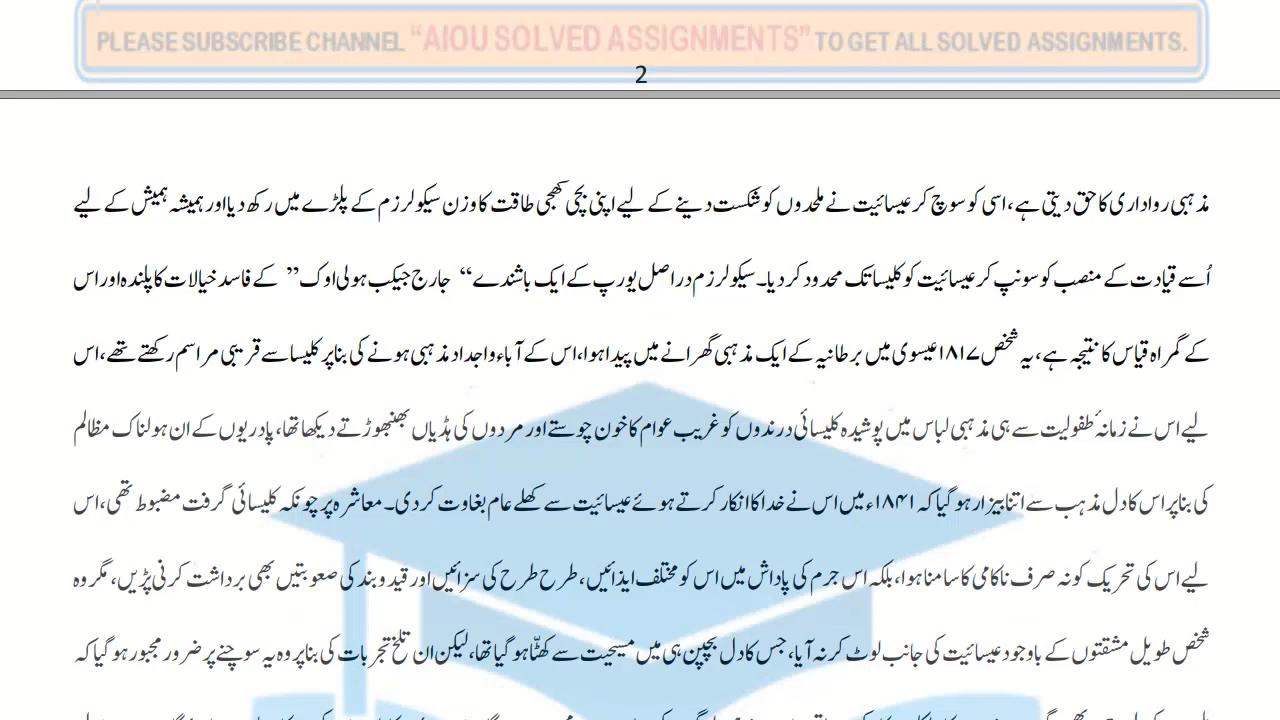 PLEASE SUBSCRIBE CHANNEL “AIOU SOLVED ASSIGNMENTS” TO GET ALL SOLVED ASSIGNMENTS.
2
مذہبی رواداری کا حق دیتی ہے، اسی کو سوچ کر عیسائیت نے ملحدوں کو شکست دینے کے لیے اپنی بچی کھچی طاقت کا وزن سیکولرزم کے پلڑے میں رکھ دیا اور ہمیشہ ہمیش کے لیے
اُسے قیادت کے منصب کو سونپ کر عیسائیت کو کلیسا تک محدود کر دیا۔ سیکولرزم دراصل یورپ کے ایک باشندے “ جارج جیکب ہولی اوک” کے فاسد خیالات کا پلندہ اور اس
کے گمراہ قیاس کا نتیجہ ہے، یہ شخص ۱۸۱۷ عیسوی میں برطانیہ کے ایک مذہبی گھرانے میں پیدا ہوا، اس کے آباء واجداد مذہبی ہونے کی بنا پر کلیسا سے قریبی مراسم رکھتے تھے، اس
لیے اس نے زمانۂ طفولیت سے ہی مذہبی لباس میں پوشیدہ کلیسائی درندوں کو غریب عوام کا خون چوستے اور مردوں کی ہڈیاں بھنبھوڑتے دیکھا تھا، پادریوں کے ان ہولناک مظالم
کی بنا پر اس کا دل مذہب سے اتنا بیزار ہو گیا کہ ۱۸۴۱ء میں اس نے خدا کا انکار کرتے ہوئے عیسائیت سے کھلے عام بغاوت کر دی۔ معاشرہ پر چونکہ کلیسائی گرفت مضبوط تھی، اس
لیے اس کی تحریک کو نہ صرف ناکامی کا سامنا ہوا، بلکہ اس جرم کی پاداش میں اس کو مختلف ایذائیں، طرح طرح کی سزائیں اور قید و بند کی صعوبتیں بھی برداشت کرنی پڑیں، مگر وہ
شخص طویل مشقتوں کے باوجود عیسائیت کی جانب لوٹ کر نہ آیا، جس کا دل بچپن ہی میں مسیحیت سے کھٹّا ہو گیا تھا، لیکن ان تلخ تجربات کی بنا پر وہ یہ سوچنے پر ضرور مجبور ہو گیا کہ